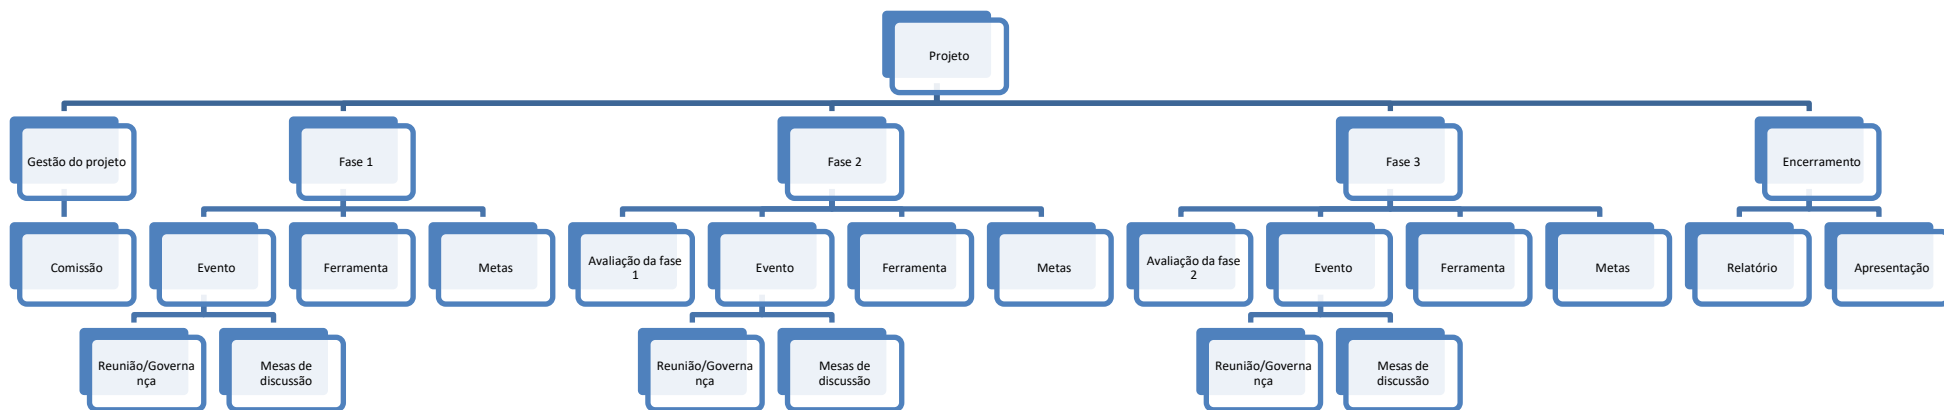 Projeto
Gestão do projeto
Fase 1
Fase 2
Fase 3
Encerramento
Comissão
Evento
Ferramenta
Metas
Avaliação da fase
1
Evento
Ferramenta
Metas
Avaliação da fase
2
Evento
Ferramenta
Metas
Relatório
Apresentação
Reunião/Governa
nça
Mesas de
discussão
Reunião/Governa
nça
Mesas de
discussão
Reunião/Governa
nça
Mesas de
discussão